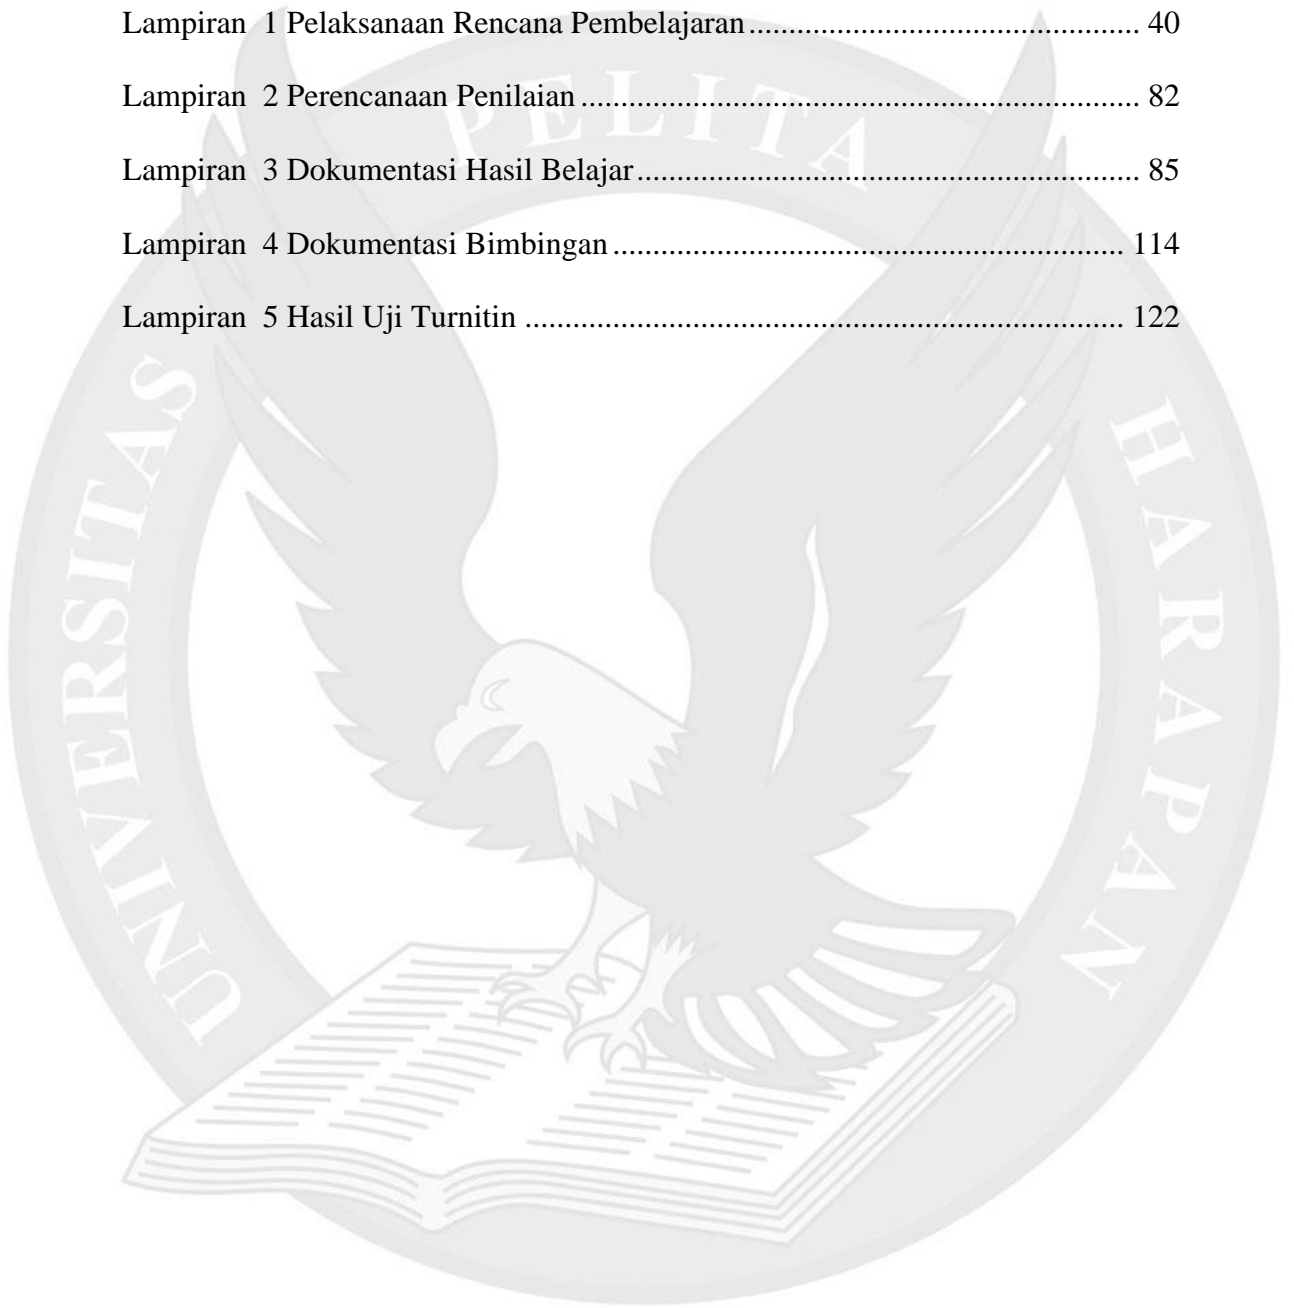 Lampiran  1 Pelaksanaan Rencana Pembelajaran ................................................ 40
Lampiran  2 Perencanaan Penilaian ..................................................................... 82
Lampiran  3 Dokumentasi Hasil Belajar .............................................................. 85
Lampiran  4 Dokumentasi Bimbingan ............................................................... 114
Lampiran  5 Hasil Uji Turnitin .......................................................................... 122
UNIVERSITAS PELITA HARAPAN